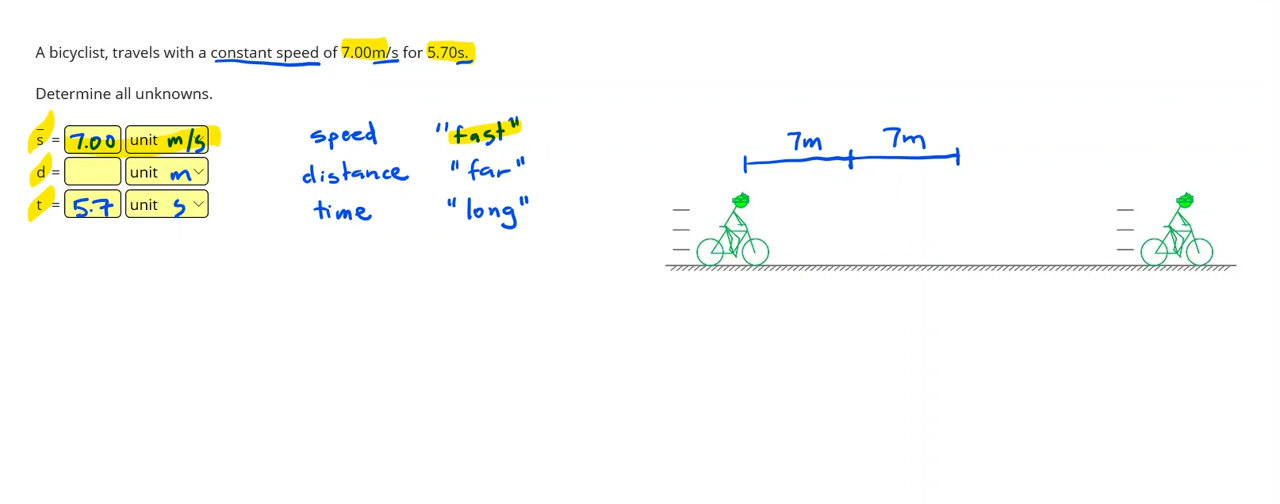 A bicyclist, travels with a constant speed of 7.00m/s for 5.70s.
Determine all unknowns.
s̅ = 7.00 unit m/s speed "fast" 7m 7m
d = unit m distance "far"
t = 5.7 unit s time "long"